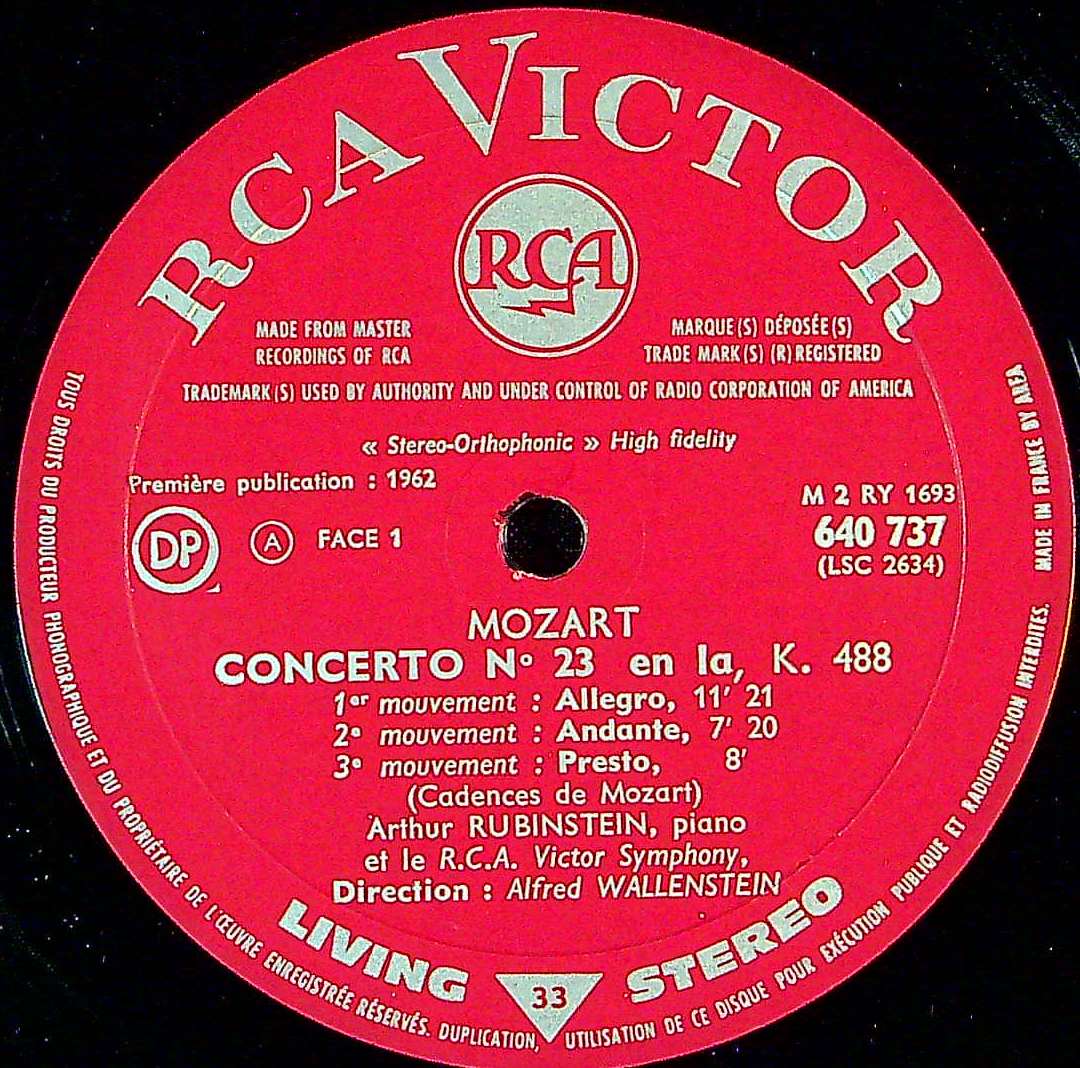 RCA VICTOR
RCA
MADE FROM MASTER
RECORDINGS OF RCA
MARQUE(S) DÉPOSÉE(S)
TRADE MARK(S) (R) REGISTERED
TRADEMARK(S) USED BY AUTHORITY AND UNDER CONTROL OF RADIO CORPORATION OF AMERICA
« Stereo-Orthophonic » High fidelity
Première publication : 1962
M 2 RY 1693
640 737
(LSC 2634)
DP
A
FACE 1
MOZART
CONCERTO Nº 23 en la, K. 488
1er mouvement : Allegro, 11' 21
2e mouvement : Andante, 7' 20
3e mouvement : Presto, 8'
(Cadences de Mozart)
Arthur RUBINSTEIN, piano
et le R.C.A. Victor Symphony,
Direction : Alfred WALLENSTEIN
LIVING STEREO
33
TOUS DROITS DU PRODUCTEUR PHONOGRAPHIQUE ET DU PROPRIÉTAIRE DE L'ŒUVRE ENREGISTRÉE RÉSERVÉS. DUPLICATION, UTILISATION DE CE DISQUE POUR EXÉCUTION PUBLIQUE ET RADIODIFFUSION INTERDITES. MADE IN FRANCE BY AREA